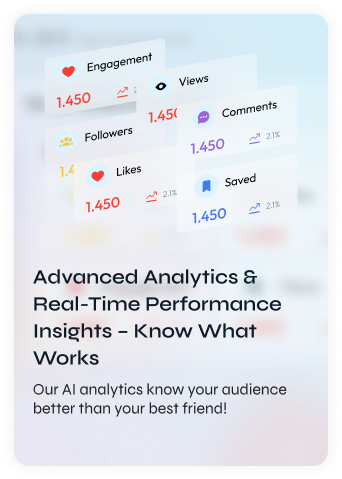 Engagement
1.450
Views
1.450
Comments
1.450
2.1%
Followers
Likes
1.450
2.1%
Saved
1.450
2.1%
Advanced Analytics &
Real-Time Performance
Insights – Know What
Works
Our AI analytics know your audience
better than your best friend!